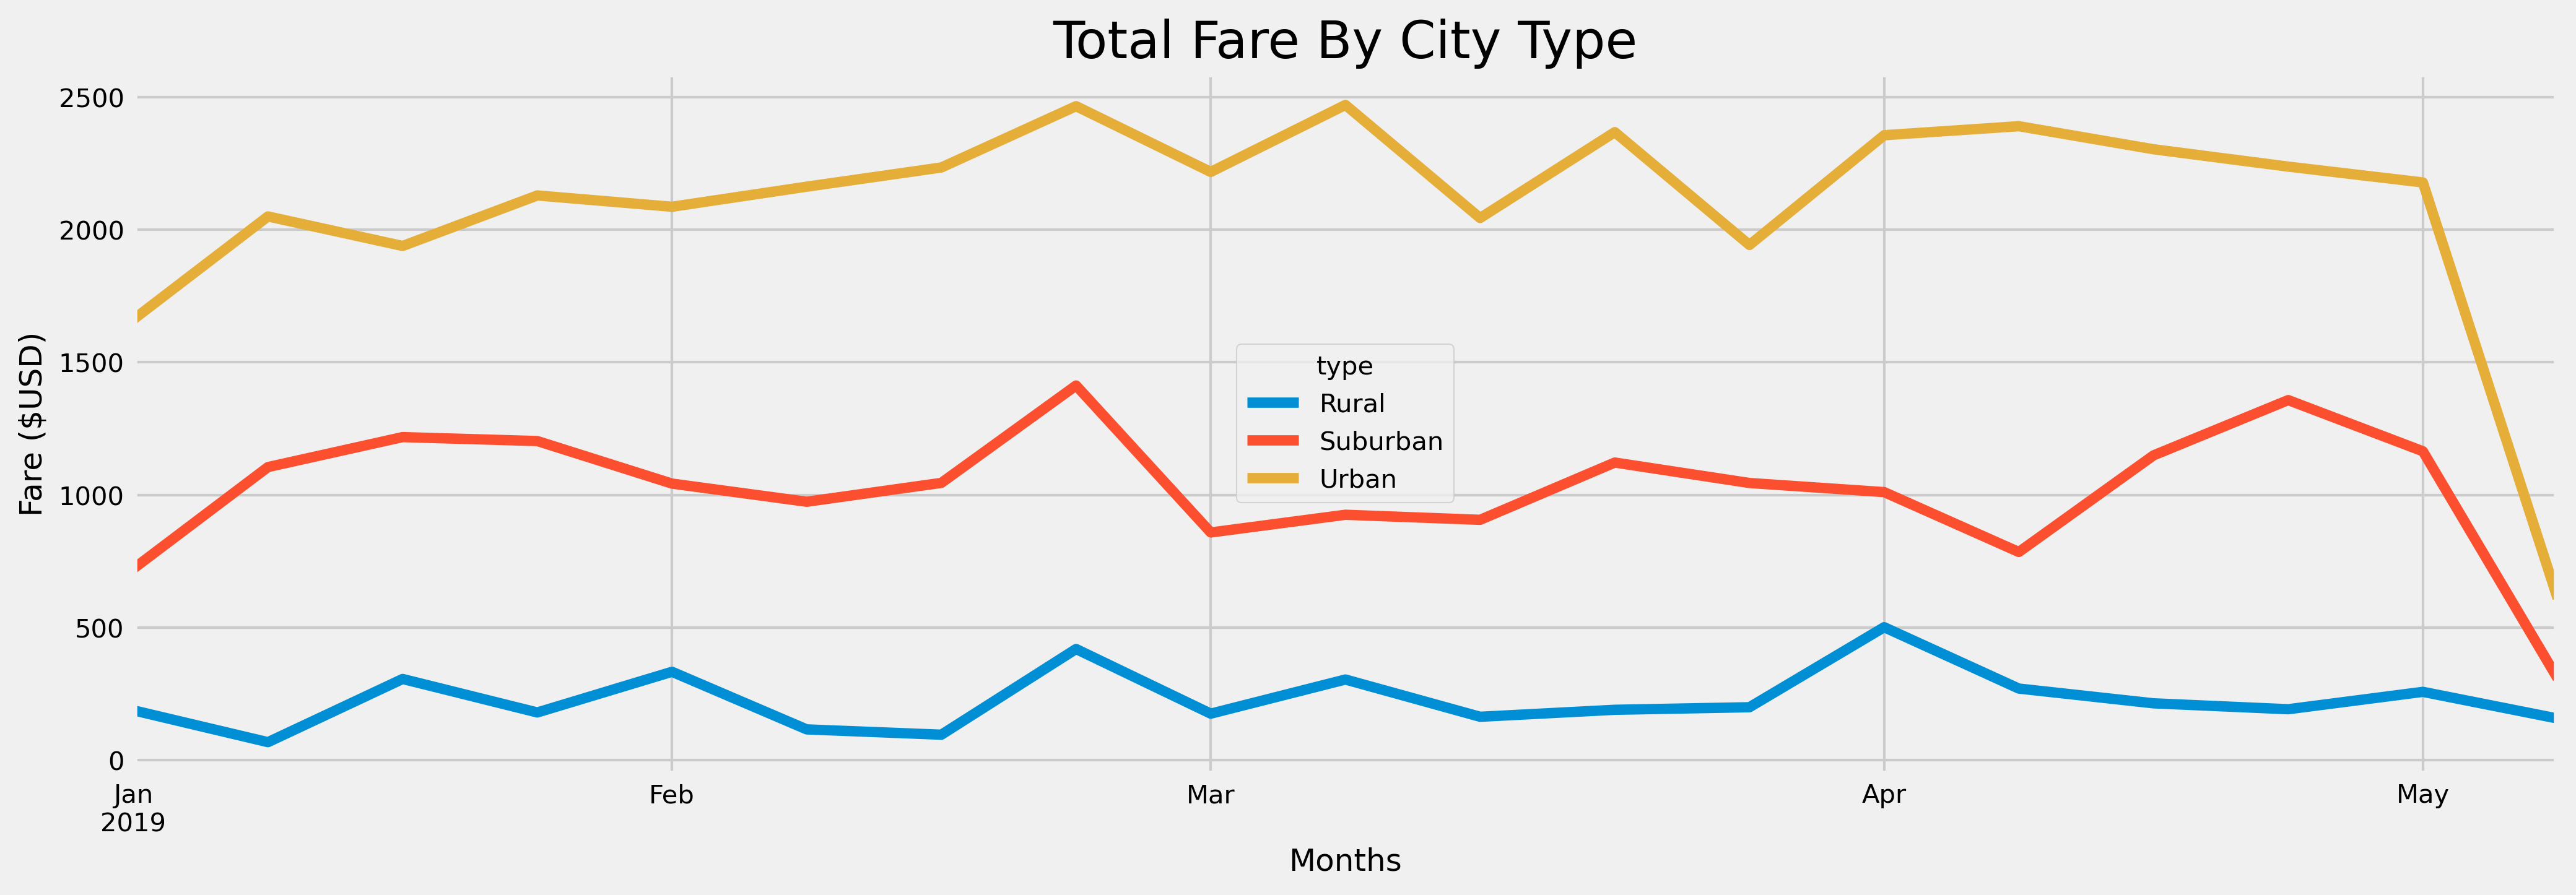 Total Fare By City Type
2500
2000
1500
1000
500
0
Fare ($USD)
type
Rural
Suburban
Urban
Jan
2019
Feb
Mar
Apr
May
Months